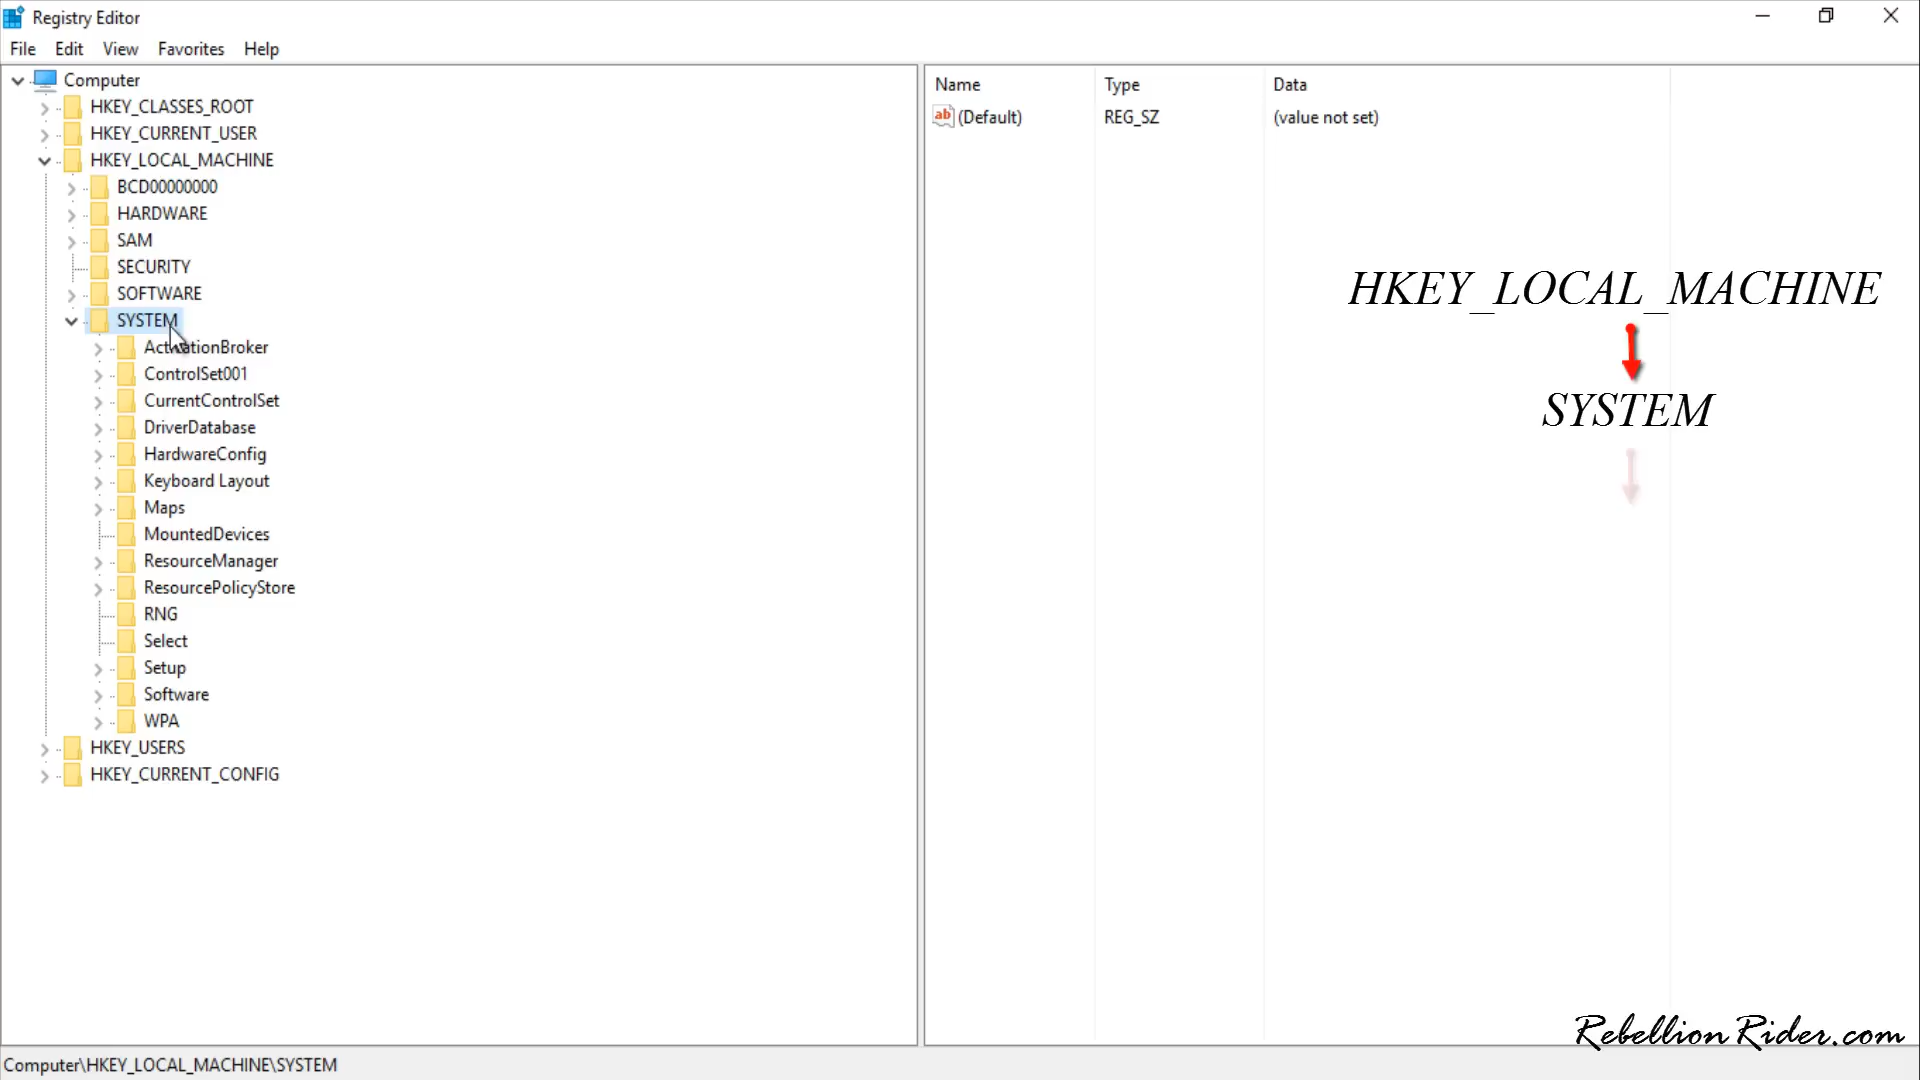 Registry Editor
File Edit View Favorites Help
Computer
HKEY_CLASSES_ROOT
HKEY_CURRENT_USER
HKEY_LOCAL_MACHINE
BCD00000000
HARDWARE
SAM
SECURITY
SOFTWARE
SYSTEM
ActivationBroker
ControlSet001
CurrentControlSet
DriverDatabase
HardwareConfig
Keyboard Layout
Maps
MountedDevices
ResourceManager
ResourcePolicyStore
RNG
Select
Setup
Software
WPA
HKEY_USERS
HKEY_CURRENT_CONFIG
Name Type Data
ab (Default) REG_SZ (value not set)
HKEY_LOCAL_MACHINE
SYSTEM
Rebellion Rider.com
Computer\HKEY_LOCAL_MACHINE\SYSTEM